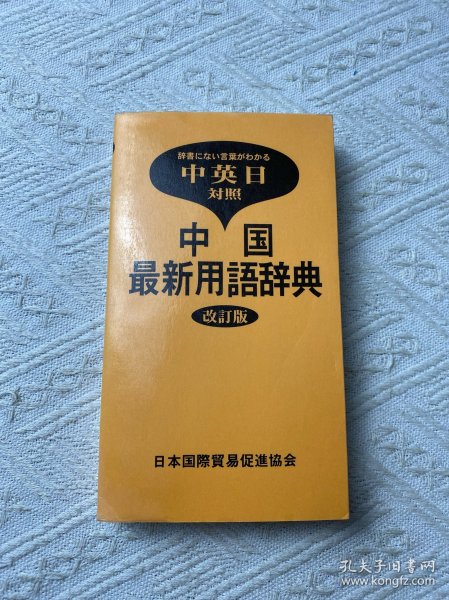 辞書にない言葉がわかる
中英日
対照
中国
最新用語辞典
改訂版
日本国際貿易促進協会
孔夫子旧书网
www.kongfz.com